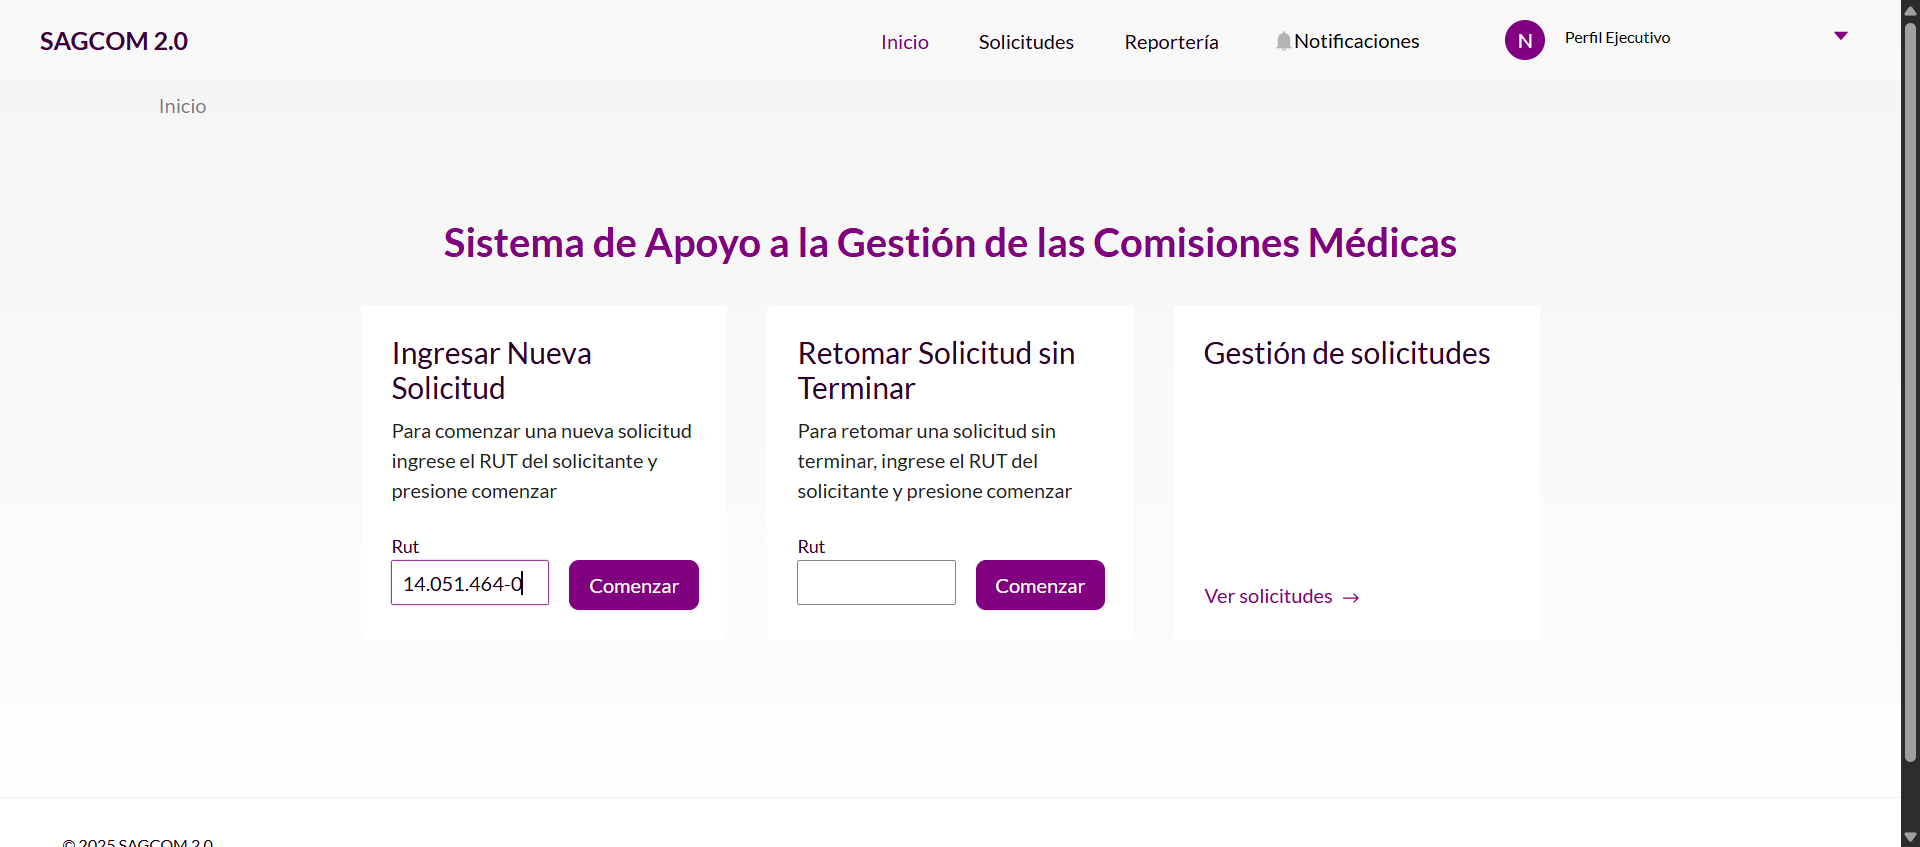 SAGCOM 2.0
Inicio
Solicitudes
Reportería
Notificaciones
N
Perfil Ejecutivo
Inicio
Sistema de Apoyo a la Gestión de las Comisiones Médicas
Ingresar Nueva
Solicitud
Para comenzar una nueva solicitud
ingrese el RUT del solicitante y
presione comenzar
Rut
14.051.464-0
Comenzar
Retomar Solicitud sin
Terminar
Para retomar una solicitud sin
terminar, ingrese el RUT del
solicitante y presione comenzar
Rut
Comenzar
Gestión de solicitudes
Ver solicitudes →
© 2025 SAGCOM 2.0